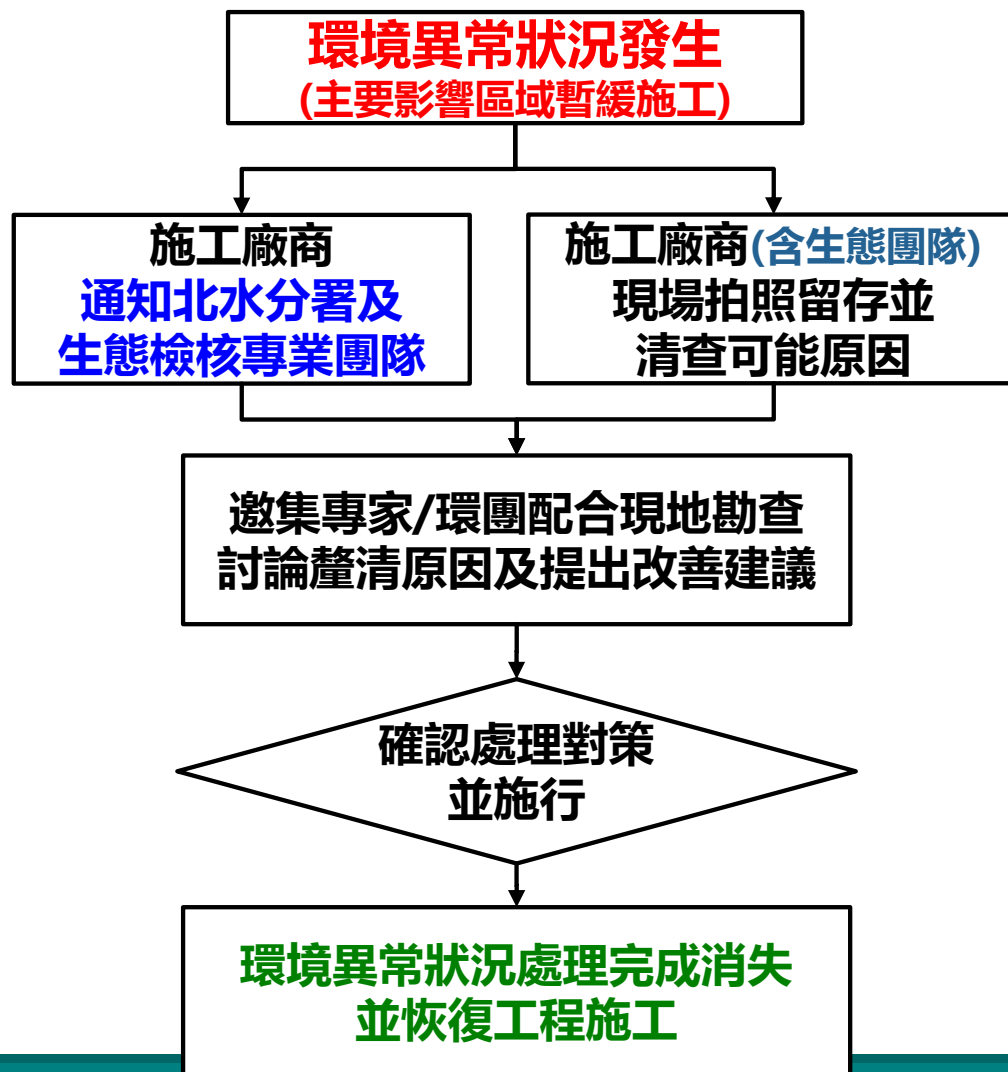 環境異常狀況發生
(主要影響區域暫緩施工)
施工廠商
通知北水分署及
生態檢核專業團隊
施工廠商(含生態團隊)
現場拍照留存並
清查可能原因
邀集專家/環團配合現地勘查
討論釐清原因及提出改善建議
確認處理對策
並施行
環境異常狀況處理完成消失
並恢復工程施工